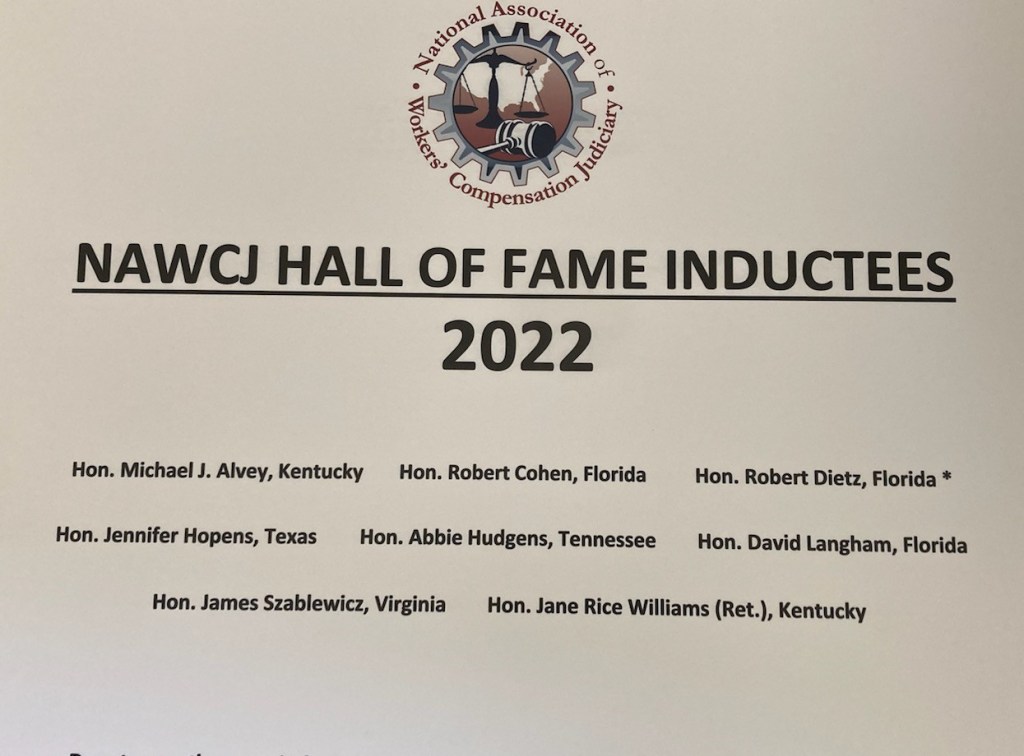 National Association of
Workers' Compensation Judiciary
NAWCJ HALL OF FAME INDUCTEES
2022
Hon. Michael J. Alvey, Kentucky Hon. Robert Cohen, Florida Hon. Robert Dietz, Florida *
Hon. Jennifer Hopens, Texas Hon. Abbie Hudgens, Tennessee Hon. David Langham, Florida
Hon. James Szablewicz, Virginia Hon. Jane Rice Williams (Ret.), Kentucky